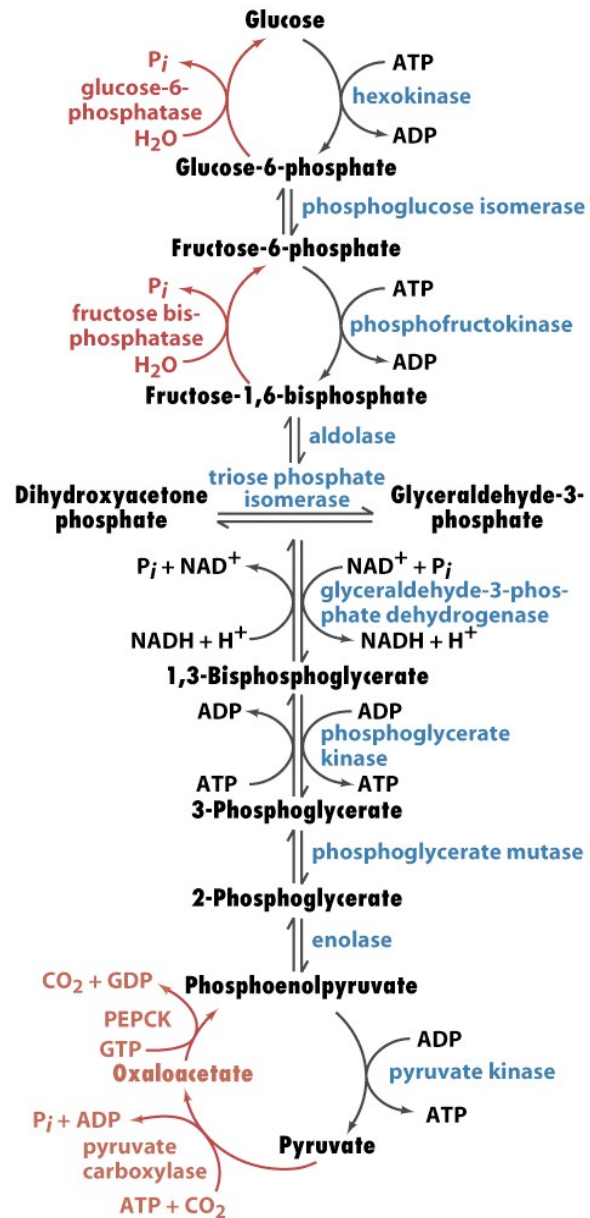 Glucose
P𝑖
ATP
glucose-6-
phosphatase
hexokinase
H₂O
ADP
Glucose-6-phosphate
phosphoglucose isomerase
Fructose-6-phosphate
P𝑖
ATP
fructose bis-
phosphatase
phosphofructokinase
H₂O
ADP
Fructose-1,6-bisphosphate
aldolase
triose phosphate
isomerase
Dihydroxyacetone
phosphate
Glyceraldehyde-3-
phosphate
P𝑖 + NAD⁺
NAD⁺ + P𝑖
glyceraldehyde-3-phos-
phate dehydrogenase
NADH + H⁺
NADH + H⁺
1,3-Bisphosphoglycerate
ADP
ADP
phosphoglycerate
kinase
ATP
ATP
3-Phosphoglycerate
phosphoglycerate mutase
2-Phosphoglycerate
enolase
Phosphoenolpyruvate
CO₂ + GDP
PEPCK
GTP
Oxaloacetate
ADP
pyruvate kinase
ATP
P𝑖 + ADP
pyruvate
carboxylase
Pyruvate
ATP + CO₂